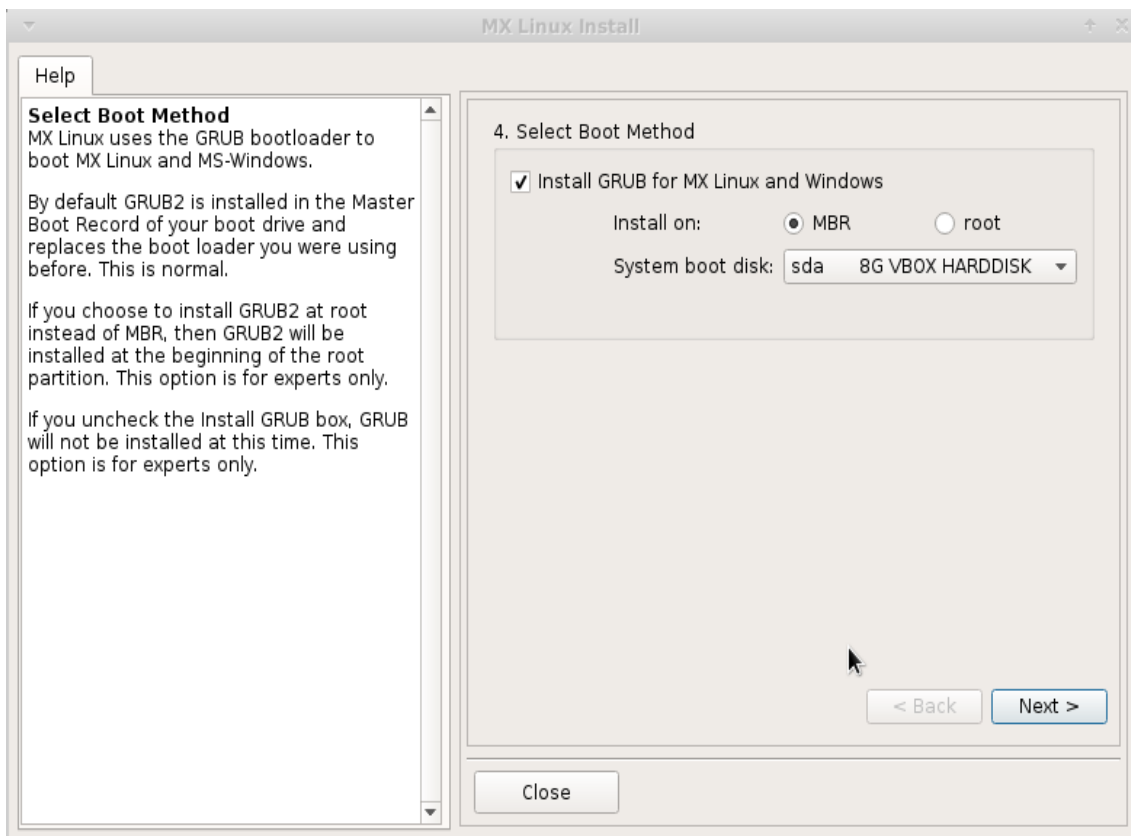 MX Linux Install
Help
Select Boot Method
MX Linux uses the GRUB bootloader to
boot MX Linux and MS-Windows.
By default GRUB2 is installed in the Master
Boot Record of your boot drive and
replaces the boot loader you were using
before. This is normal.
If you choose to install GRUB2 at root
instead of MBR, then GRUB2 will be
installed at the beginning of the root
partition. This option is for experts only.
If you uncheck the Install GRUB box, GRUB
will not be installed at this time. This
option is for experts only.
4. Select Boot Method
Install GRUB for MX Linux and Windows
Install on: MBR root
System boot disk: sda 8G VBOX HARDDISK
< Back Next >
Close